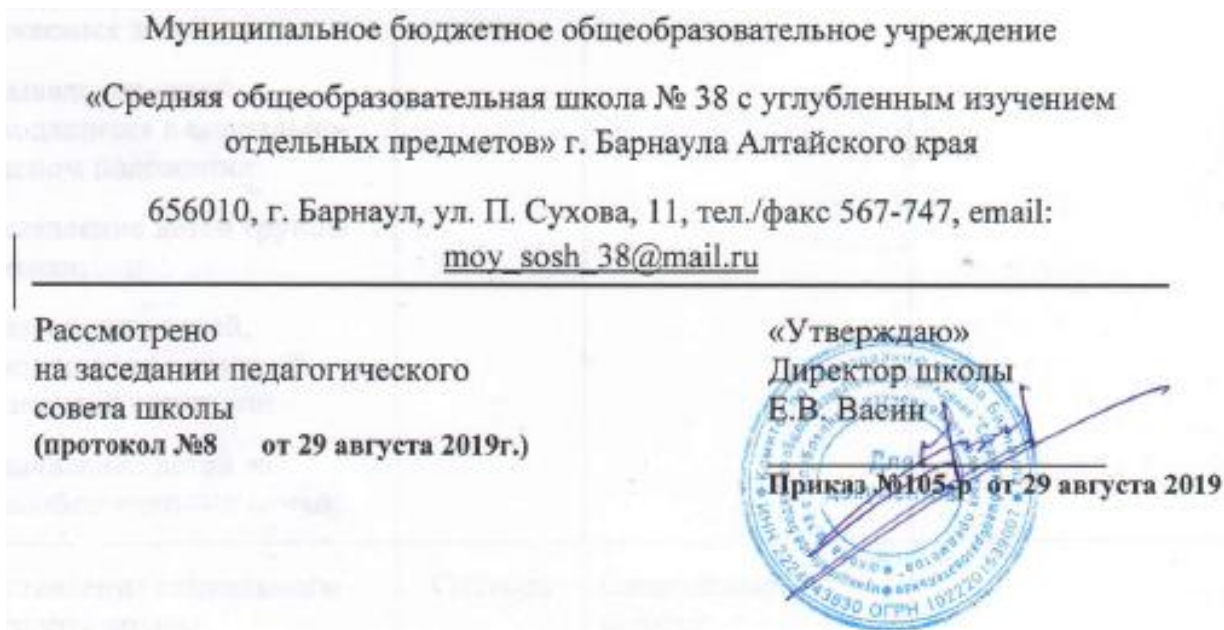 Муниципальное бюджетное общеобразовательное учреждение
«Средняя общеобразовательная школа № 38 с углубленным изучением
отдельных предметов» г. Барнаула Алтайского края
656010, г. Барнаул, ул. П. Сухова, 11, тел./факс 567-747, email:
moy_sosh_38@mail.ru
Рассмотрено
на заседании педагогического
совета школы
(протокол №8 от 29 августа 2019г.)
«Утверждаю»
Директор школы
Е.В. Васин
Приказ №105-р от 29 августа 2019